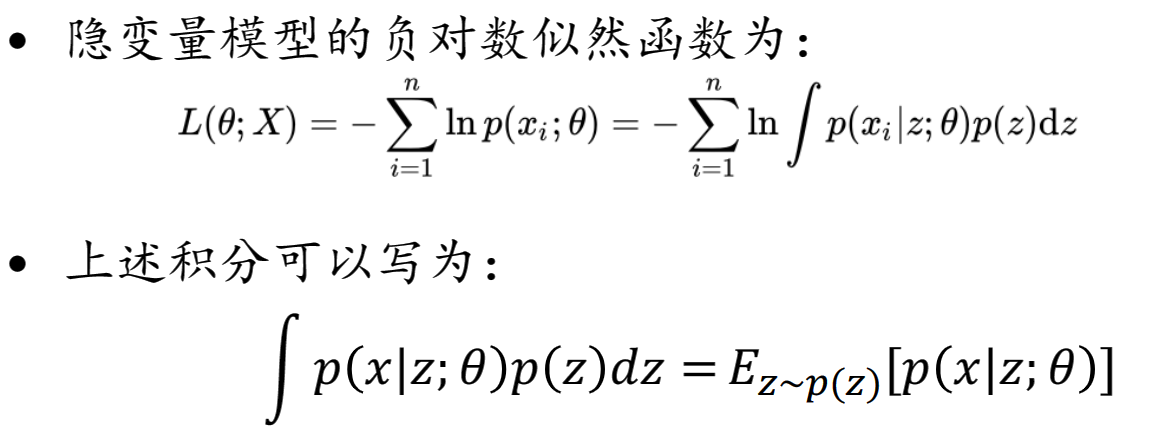 • 隐变量模型的负对数似然函数为：
L(θ; X) = − ∑_{i=1}^{n} ln p(x_i; θ) = − ∑_{i=1}^{n} ln ∫ p(x_i|z; θ)p(z)dz
• 上述积分可以写为：
∫ p(x|z; θ)p(z)dz = E_{z~p(z)}[p(x|z; θ)]